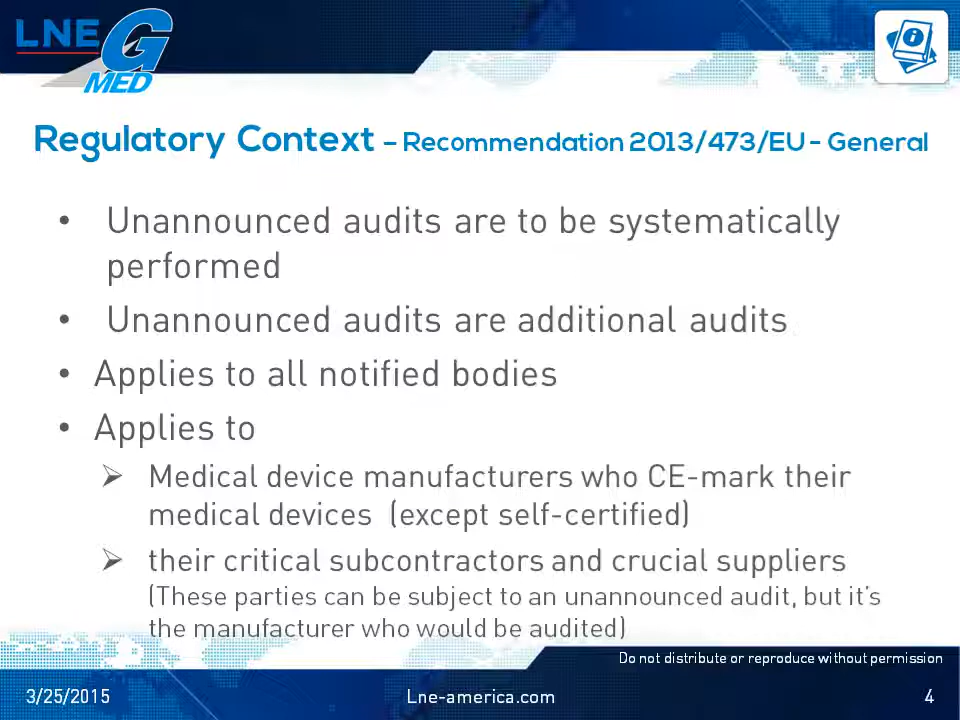 LNE G
MED
Regulatory Context – Recommendation 2013/473/EU - General
• Unannounced audits are to be systematically
performed
• Unannounced audits are additional audits
• Applies to all notified bodies
• Applies to
➢ Medical device manufacturers who CE-mark their
medical devices (except self-certified)
➢ their critical subcontractors and crucial suppliers
(These parties can be subject to an unannounced audit, but it's
the manufacturer who would be audited)
Do not distribute or reproduce without permission
3/25/2015 Lne-america.com 4